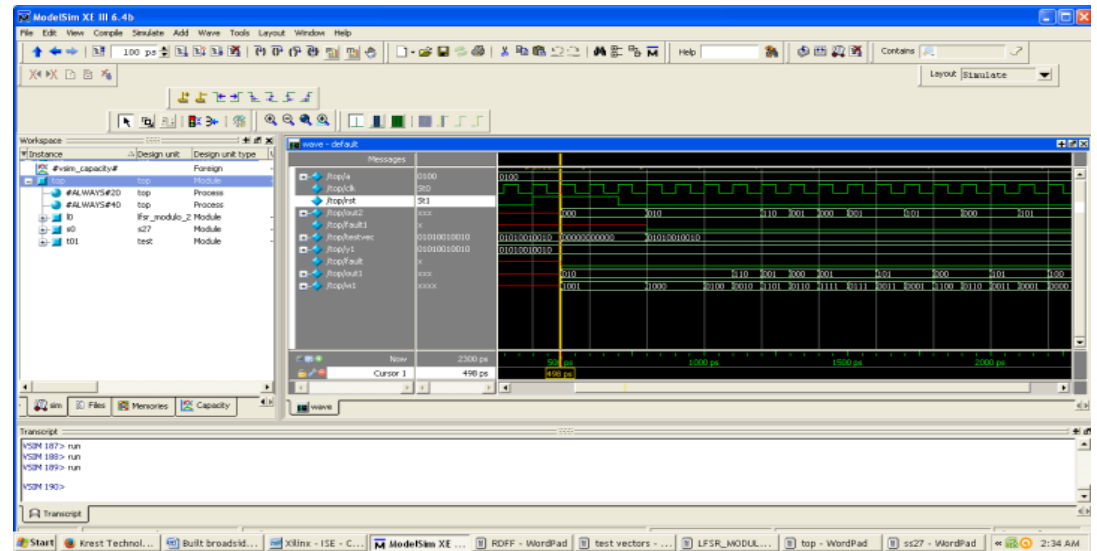 ModelSim XE III 6.4b
File Edit View Compile Simulate Add Wave Tools Layout Window Help
100 ps Help Contains
Layout Simulate
Workspace
Instance Design unit Design unit type
#vsim_capacity# Foreign
top top Module
#ALWAYS#20 top Process
#ALWAYS#40 top Process
l0 lfsr_modulo_2 Module
s0 s27 Module
t01 test Module
sim Files Memories Capacity
wave - default
Messages
/top/a 0100 0100
/top/clk St0
/top/rst St1
/top/out2 xxx 000 010 110 001 000 001 101 000 101
/top/fault1 x
/top/testvec 01010010010 01010010010 00000000000 01010010010
/top/y1 01010010010 01010010010
/top/fault x
/top/out1 xxx 010 110 001 000 001 101 000 101 100
/top/w1 xxxx 1001 1000 0100 0010 1101 0110 1111 0111 0011 0001 1100 0110 0011 0001 0000
Now 2300 ps 500 ps 1000 ps 1500 ps 2000 ps
Cursor 1 498 ps 498 ps
wave
Transcript
VSIM 187> run
VSIM 188> run
VSIM 189> run
VSIM 190>
Transcript
Start Krest Technol... Built broadsid... Xilinx - ISE - C... ModelSim XE ... RDFF - WordPad test vectors - ... LFSR_MODUL... top - WordPad ss27 - WordPad 2:34 AM